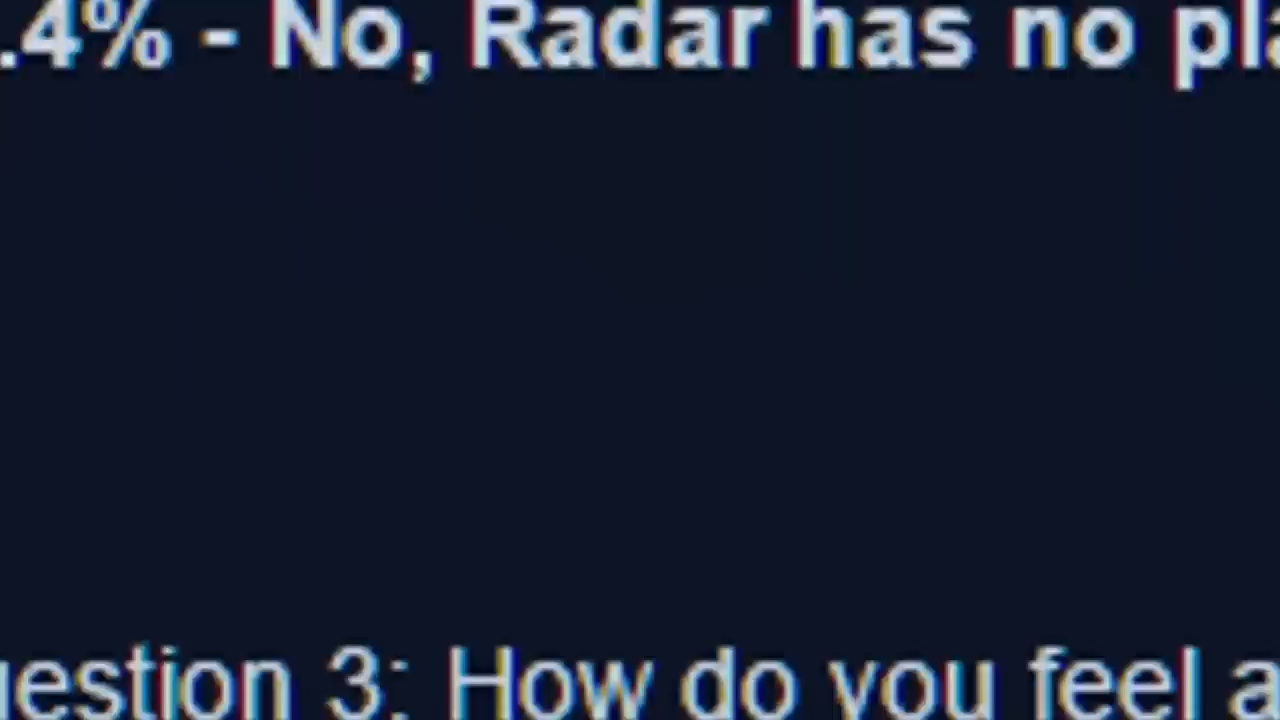 .4% - No, Radar has no pla
uestion 3: How do you feel a